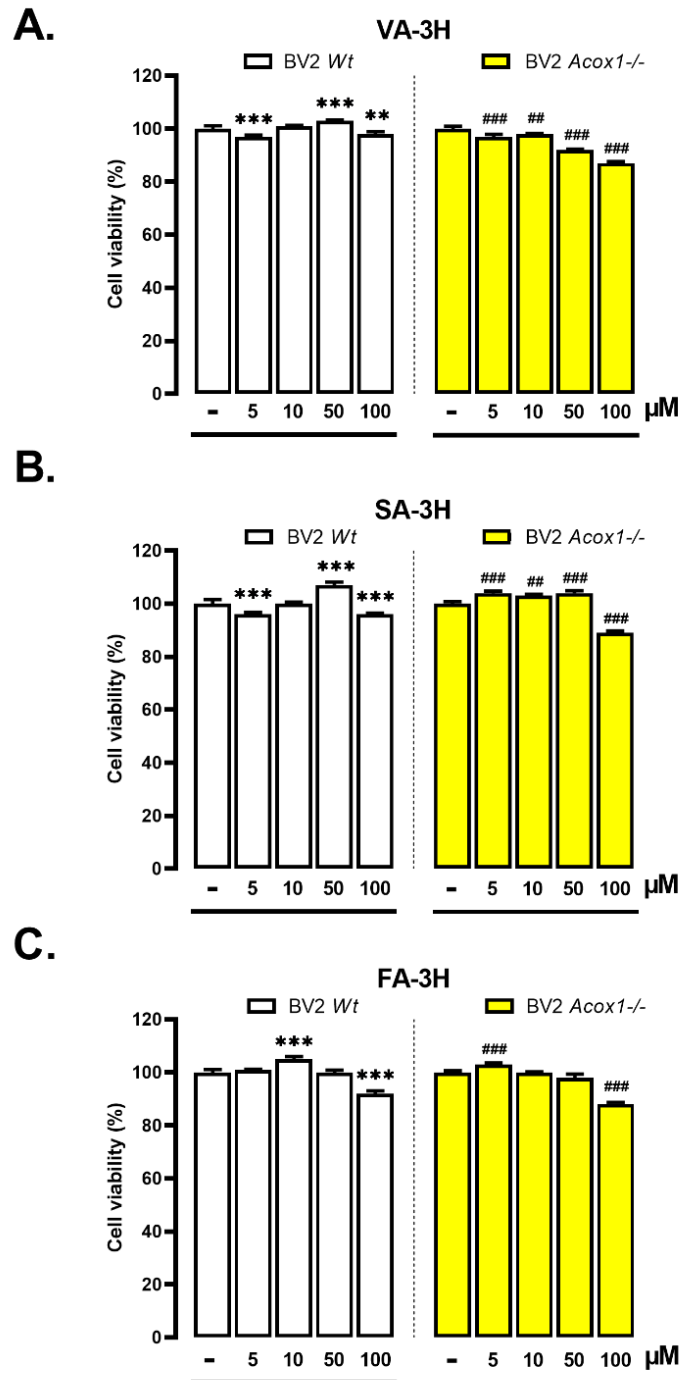 A.
VA-3H
BV2 Wt BV2 Acox1-/-
Cell viability (%)
120
100
80
60
40
20
0
*** *** **
### ## ### ###
- 5 10 50 100 - 5 10 50 100 µM
B.
SA-3H
BV2 Wt BV2 Acox1-/-
Cell viability (%)
120
100
80
60
40
20
0
*** *** ***
### ## ### ###
- 5 10 50 100 - 5 10 50 100 µM
C.
FA-3H
BV2 Wt BV2 Acox1-/-
Cell viability (%)
120
100
80
60
40
20
0
*** ***
### ###
- 5 10 50 100 - 5 10 50 100 µM